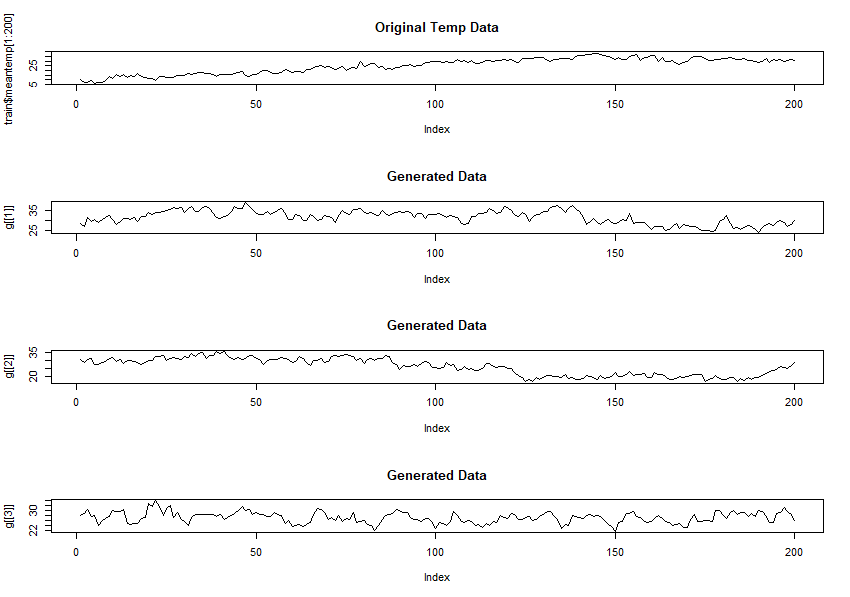 Original Temp Data
train$meantemp[1:200]
5 25
0 50 100 150 200
Index
Generated Data
g[[1]]
25 35
0 50 100 150 200
Index
Generated Data
g[[2]]
20 35
0 50 100 150 200
Index
Generated Data
g[[3]]
22 30
0 50 100 150 200
Index